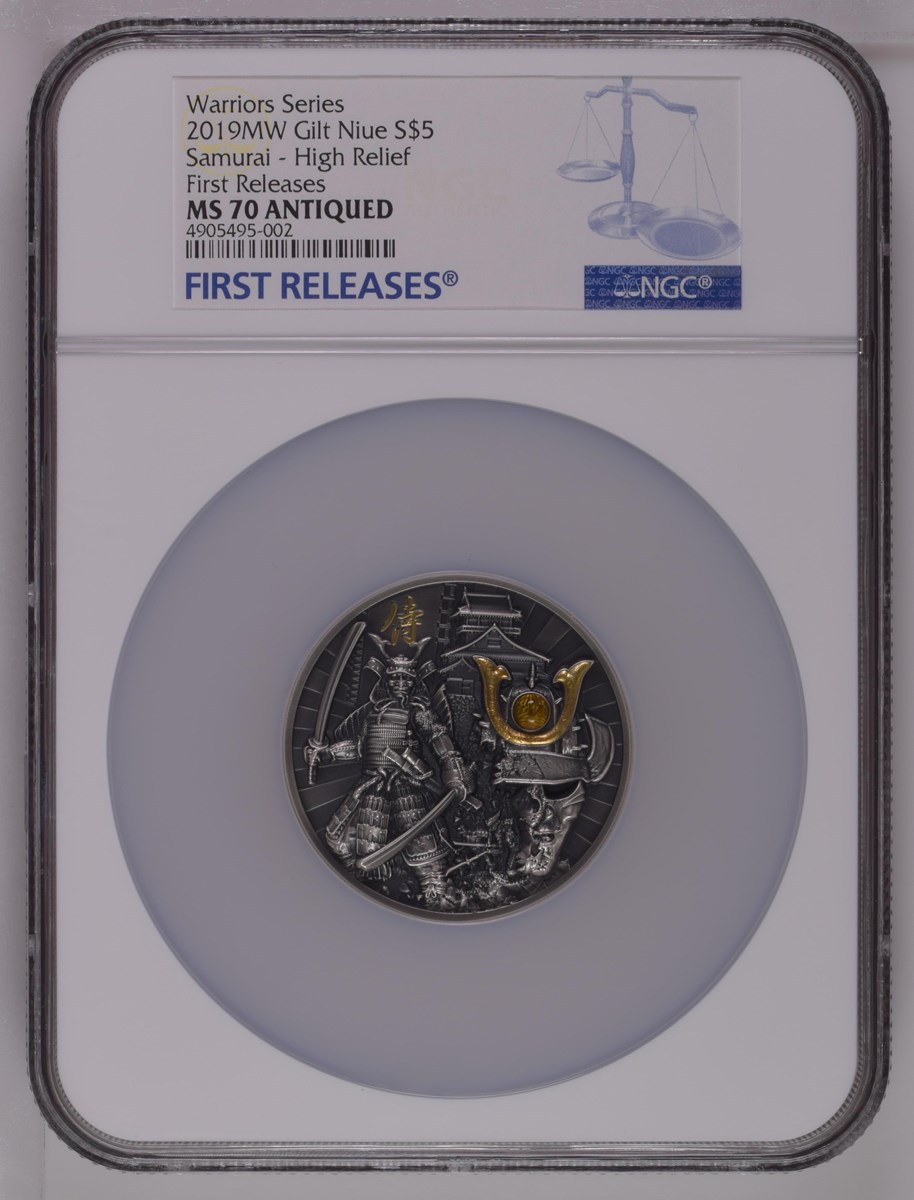 Warriors Series
2019MW Gilt Niue S$5
Samurai - High Relief
First Releases
MS 70 ANTIQUED
4905495-002
FIRST RELEASES®
NGC®
侍